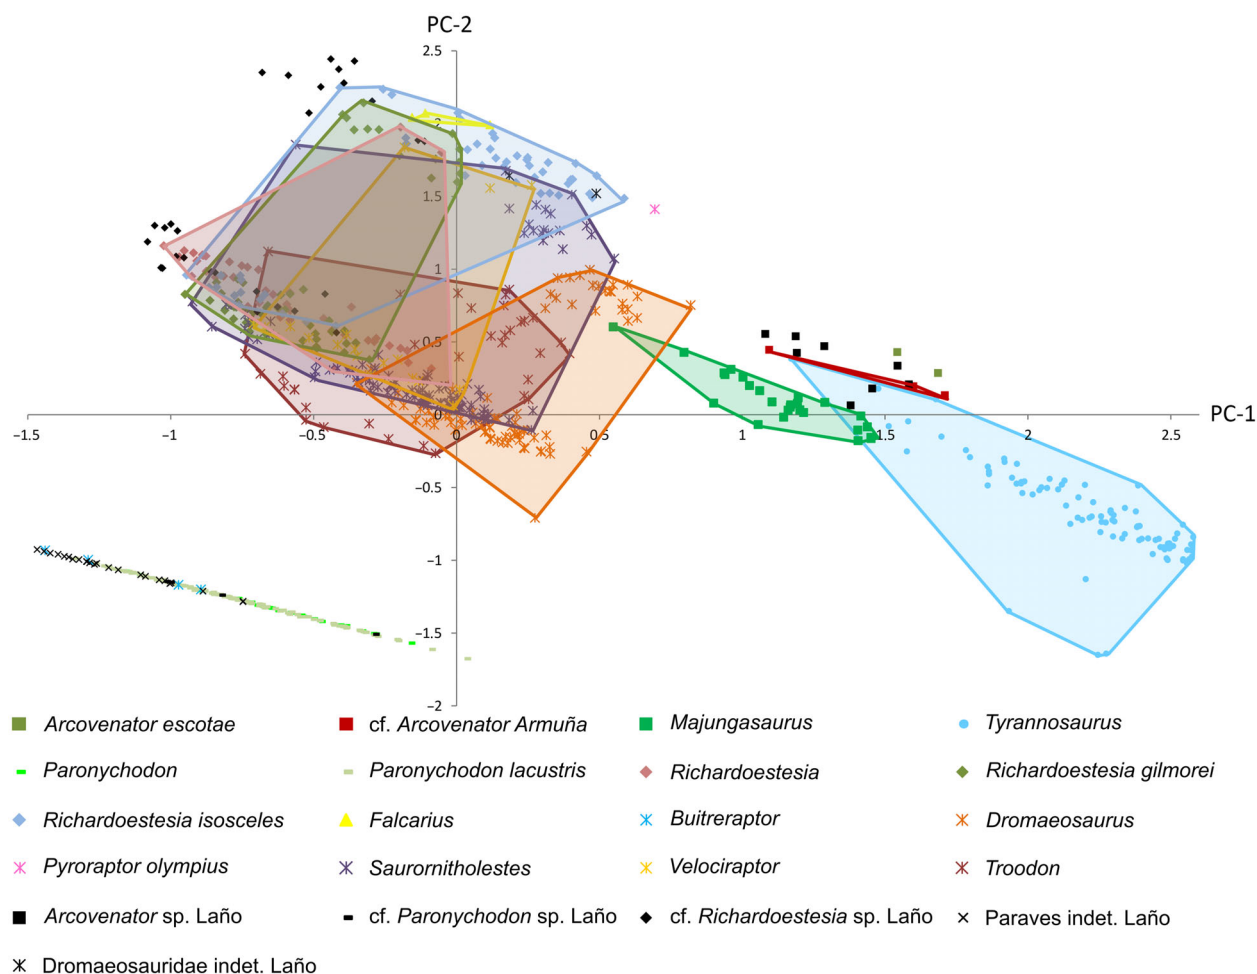 PC-2
2.5
2
1.5
1
0.5
0
PC-1
−1.5
−1
−0.5
0
0.5
1
1.5
2
2.5
−0.5
−1
−1.5
−2
Arcovenator escotae
cf. Arcovenator Armuña
Majungasaurus
Tyrannosaurus
Paronychodon
Paronychodon lacustris
Richardoestesia
Richardoestesia gilmorei
Richardoestesia isosceles
Falcarius
Buitreraptor
Dromaeosaurus
Pyroraptor olympius
Saurornitholestes
Velociraptor
Troodon
Arcovenator sp. Laño
cf. Paronychodon sp. Laño
cf. Richardoestesia sp. Laño
Paraves indet. Laño
Dromaeosauridae indet. Laño